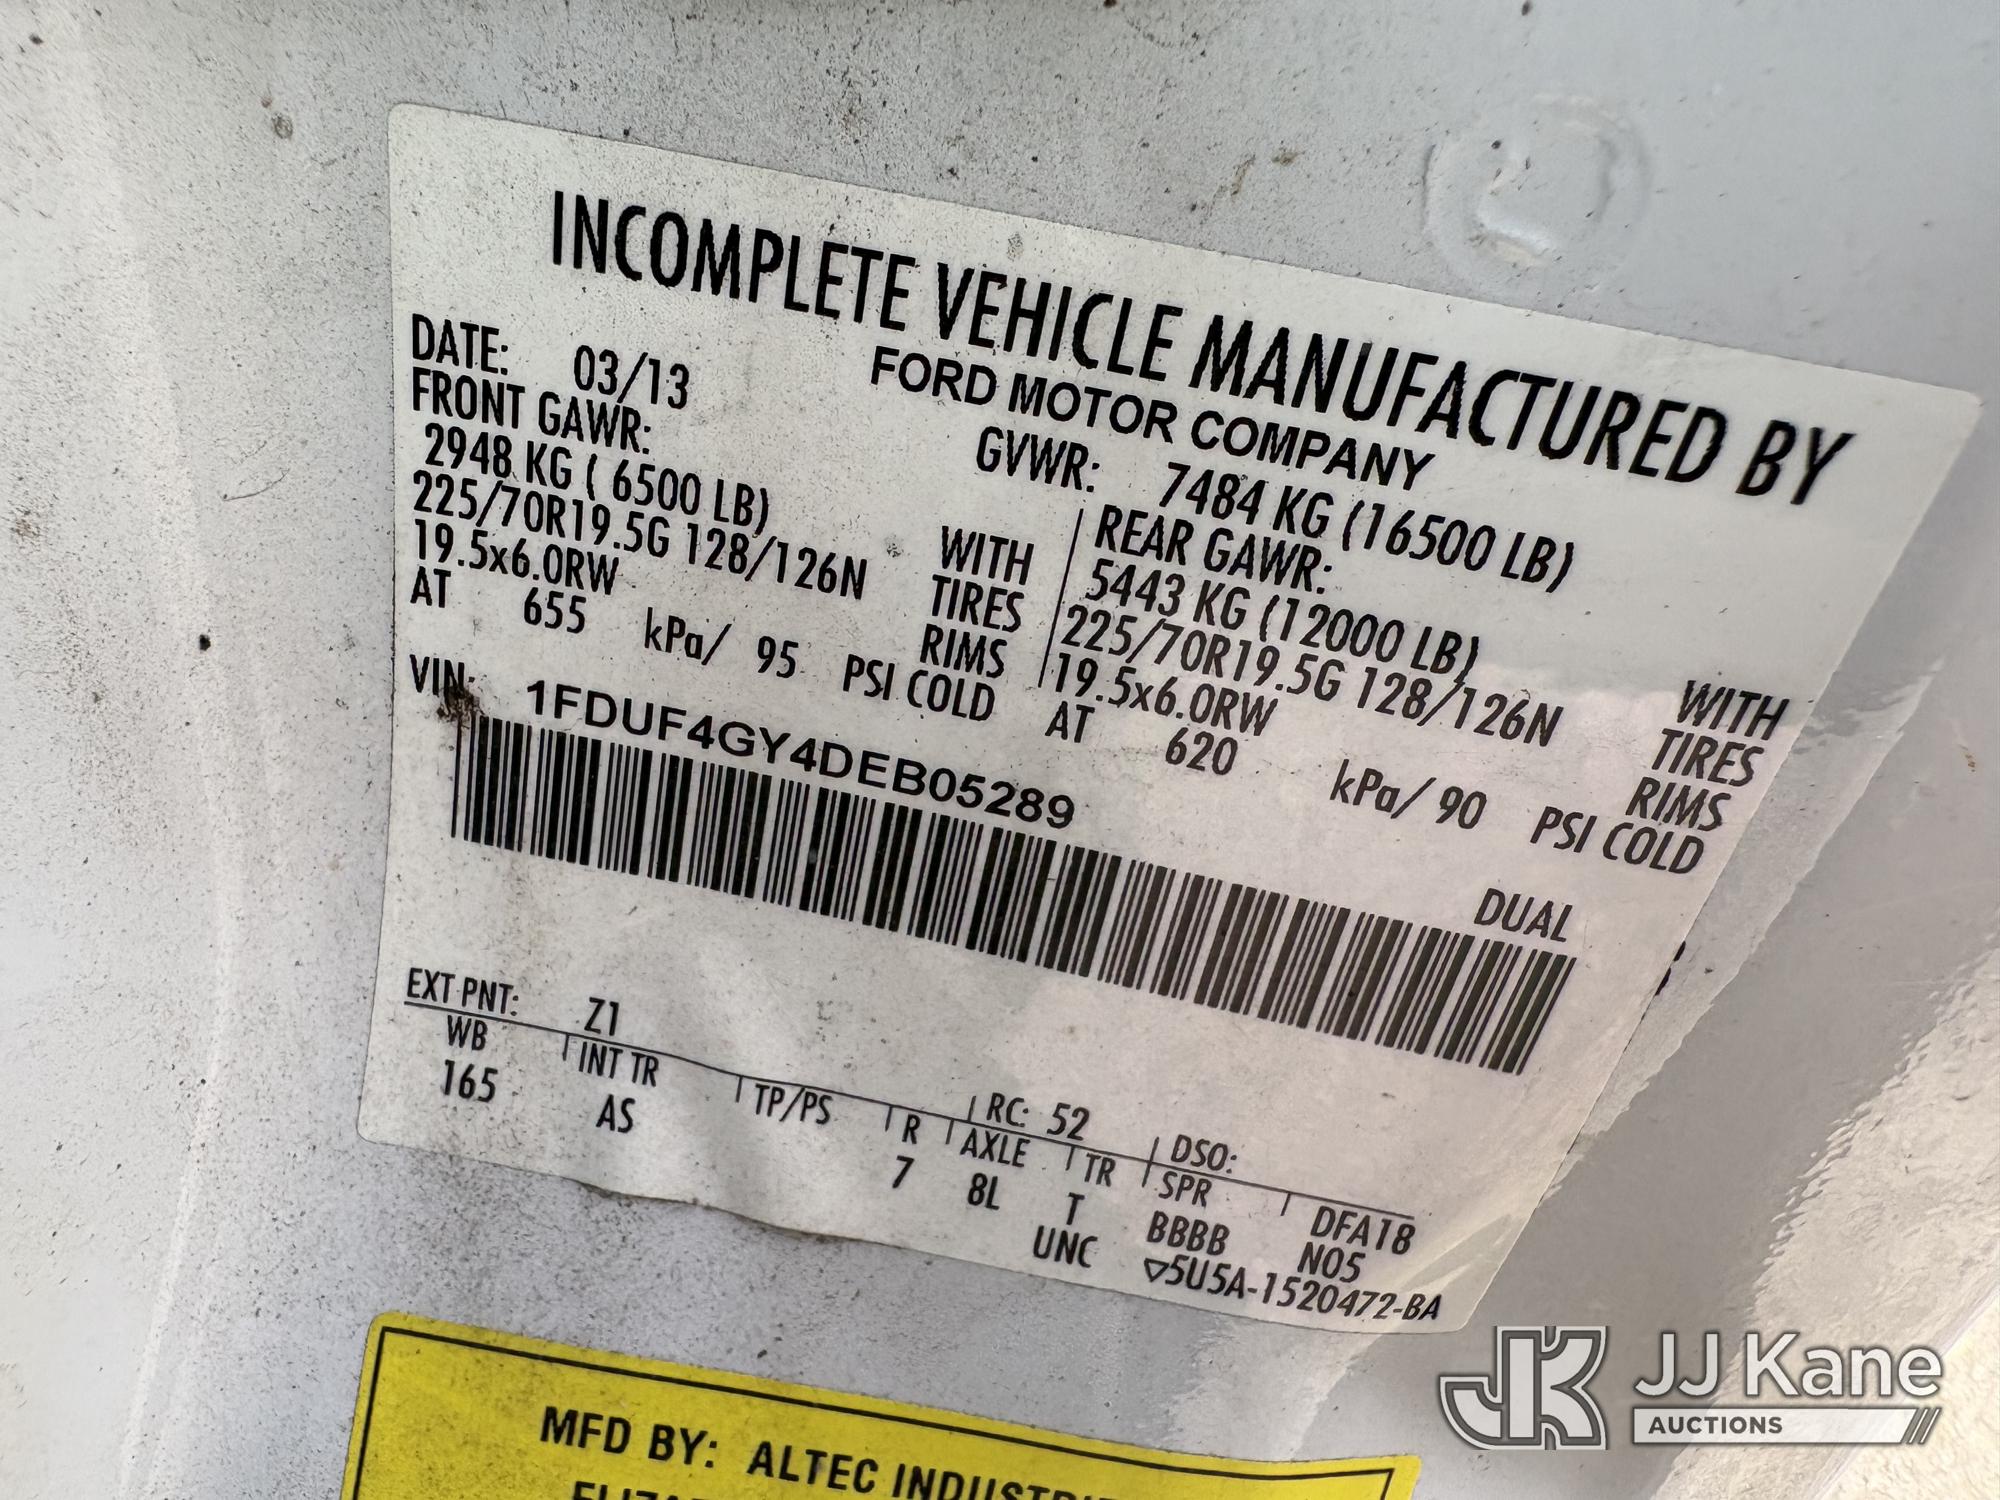 INCOMPLETE VEHICLE MANUFACTURED BY
FORD MOTOR COMPANY
DATE: 03/13
GVWR: 7484 KG (16500 LB)
FRONT GAWR:
2948 KG ( 6500 LB) WITH
225/70R19.5G 128/126N TIRES
19.5x6.0RW RIMS
AT 655 kPa/ 95 PSI COLD
REAR GAWR:
5443 KG (12000 LB) WITH
225/70R19.5G 128/126N TIRES
19.5x6.0RW RIMS
AT 620 kPa/ 90 PSI COLD
VIN: 1FDUF4GY4DEB05289
DUAL
EXT PNT: Z1 RC: 52 DSO:
WB INT TR TP/PS R AXLE TR SPR DFA18
165 AS 7 8L T BBBB N05
UNC ▽5U5A-1520472-BA
MFD BY: ALTEC
JJ Kane
AUCTIONS